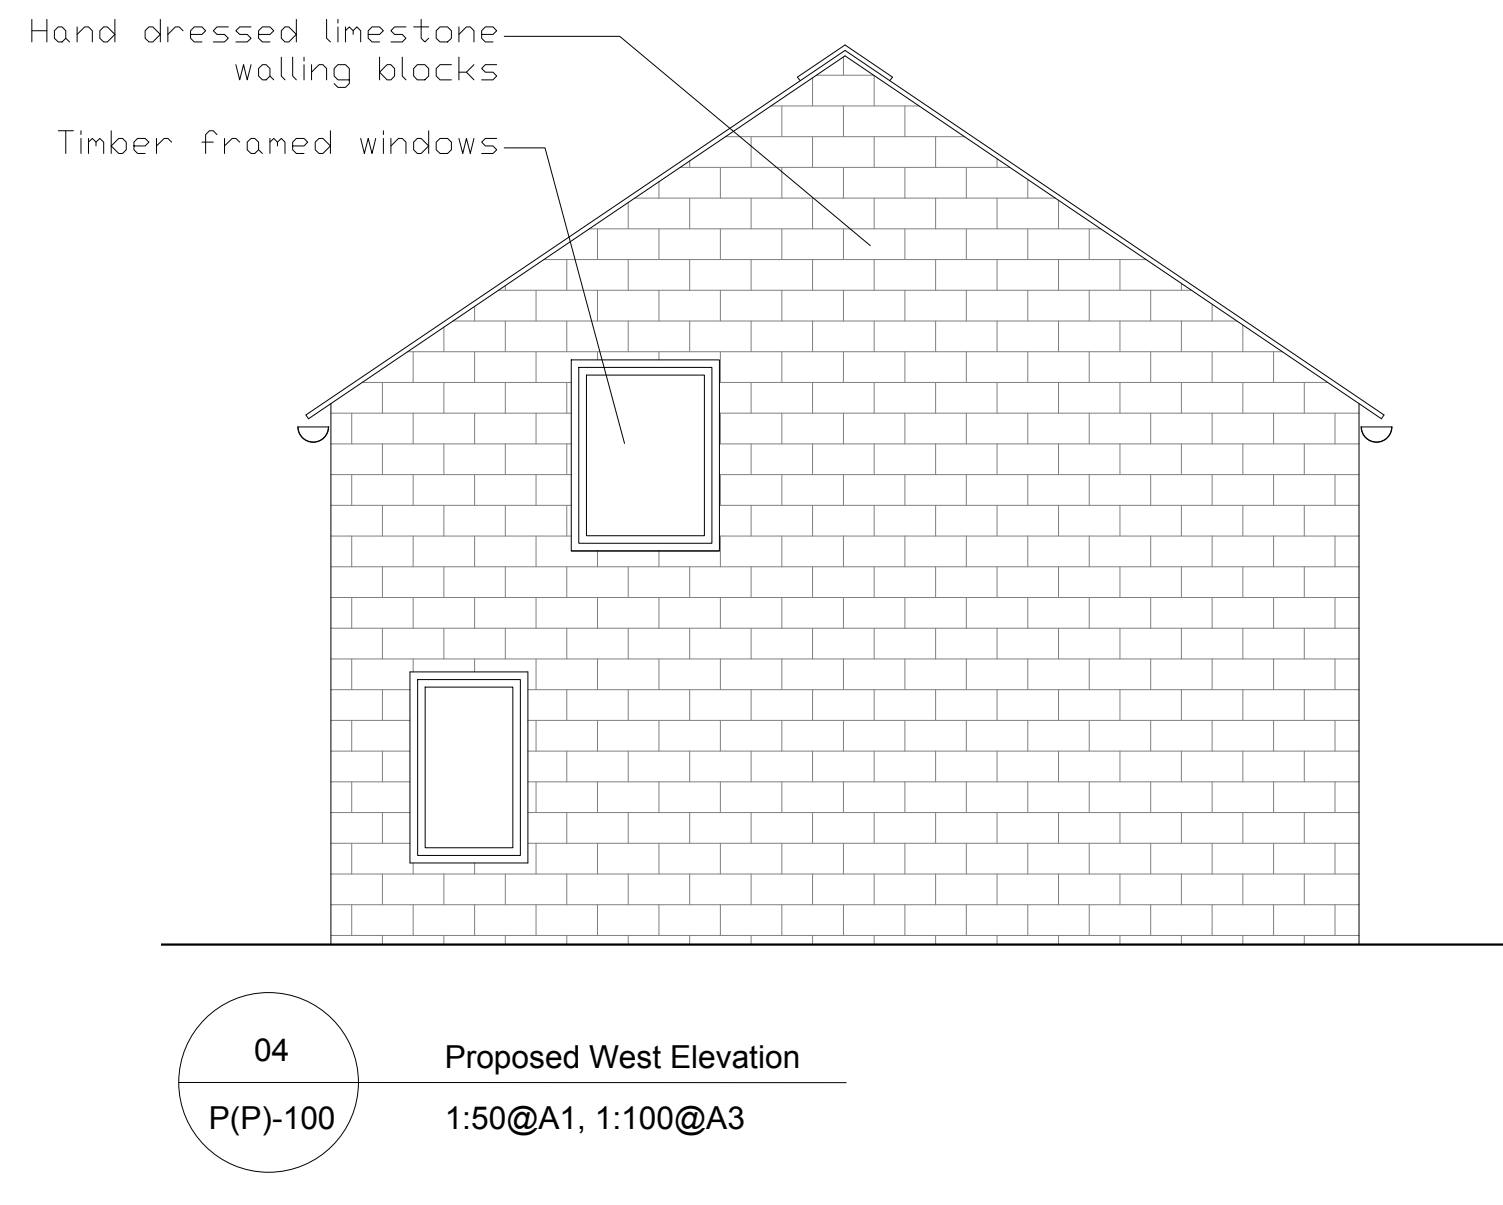 Hand dressed limestone
walling blocks
Timber framed windows
04
Proposed West Elevation
P(P)-100
1:50@A1, 1:100@A3